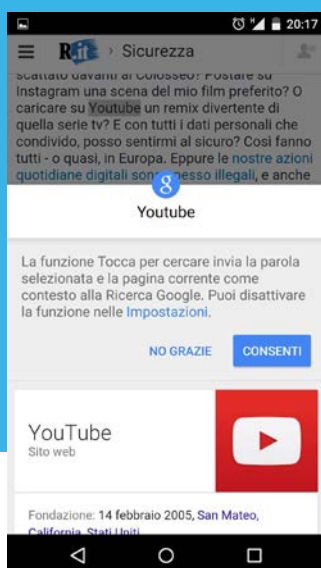 20:17
R.it › Sicurezza
scattato davanti al Colosseo? Postare su
Instagram una scena del mio film preferito? O
caricare su Youtube un remix divertente di
quella serie tv? E con tutti i dati personali che
condivido, posso sentirmi al sicuro? Così fanno
tutti - o quasi, in Europa. Eppure le nostre azioni
quotidiane digitali sono spesso illegali, e anche
g
Youtube
La funzione Tocca per cercare invia la parola
selezionata e la pagina corrente come
contesto alla Ricerca Google. Puoi disattivare
la funzione nelle Impostazioni.
NO GRAZIE CONSENTI
YouTube
Sito web
Fondazione: 14 febbraio 2005, San Mateo,
California, Stati Uniti